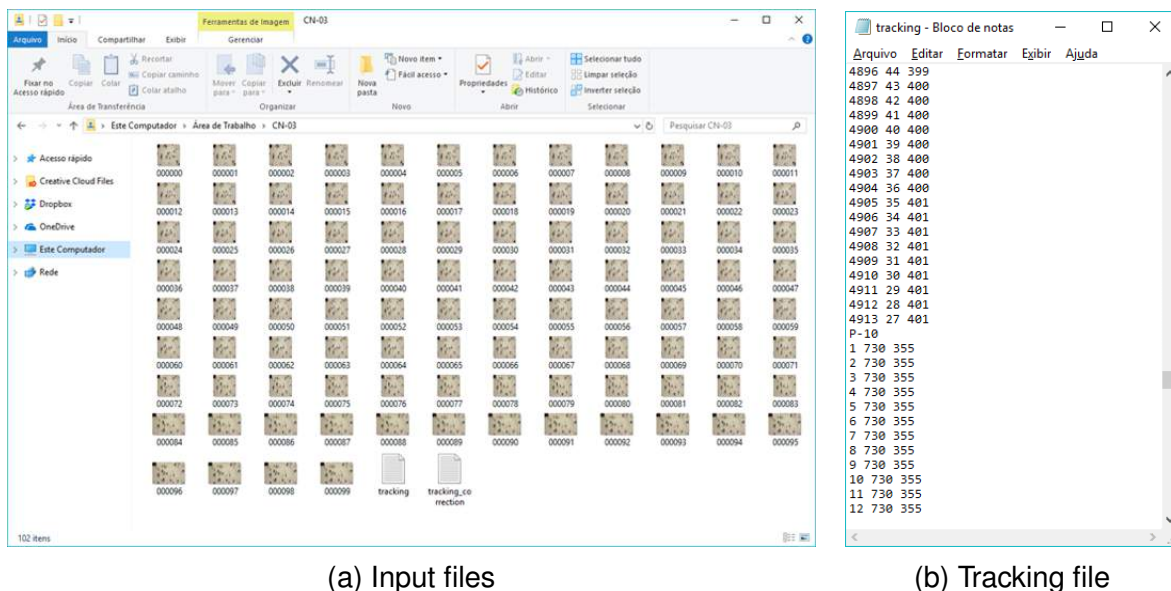 Ferramentas de Imagem CN-03
Arquivo Início Compartilhar Exibir Gerenciar
Fixar no Acesso rápido
Copiar
Colar
Recortar
Copiar caminho
Colar atalho
Área de Transferência
Mover para
Copiar para
Excluir
Renomear
Organizar
Nova pasta
Novo item
Fácil acesso
Novo
Propriedades
Abrir
Editar
Histórico
Abrir
Selecionar tudo
Limpar seleção
Inverter seleção
Selecionar
Este Computador > Área de Trabalho > CN-03
Pesquisar CN-03
Acesso rápido
Creative Cloud Files
Dropbox
OneDrive
Este Computador
Rede
000000 000001 000002 000003 000004 000005 000006 000007 000008 000009 000010 000011
000012 000013 000014 000015 000016 000017 000018 000019 000020 000021 000022 000023
000024 000025 000026 000027 000028 000029 000030 000031 000032 000033 000034 000035
000036 000037 000038 000039 000040 000041 000042 000043 000044 000045 000046 000047
000048 000049 000050 000051 000052 000053 000054 000055 000056 000057 000058 000059
000060 000061 000062 000063 000064 000065 000066 000067 000068 000069 000070 000071
000072 000073 000074 000075 000076 000077 000078 000079 000080 000081 000082 000083
000084 000085 000086 000087 000088 000089 000090 000091 000092 000093 000094 000095
000096 000097 000098 000099 tracking tracking_co
rrection
102 itens
(a) Input files
tracking - Bloco de notas
Arquivo Editar Formatar Exibir Ajuda
4896 44 399
4897 43 400
4898 42 400
4899 41 400
4900 40 400
4901 39 400
4902 38 400
4903 37 400
4904 36 400
4905 35 401
4906 34 401
4907 33 401
4908 32 401
4909 31 401
4910 30 401
4911 29 401
4912 28 401
4913 27 401
P-10
1 730 355
2 730 355
3 730 355
4 730 355
5 730 355
6 730 355
7 730 355
8 730 355
9 730 355
10 730 355
11 730 355
12 730 355
(b) Tracking file